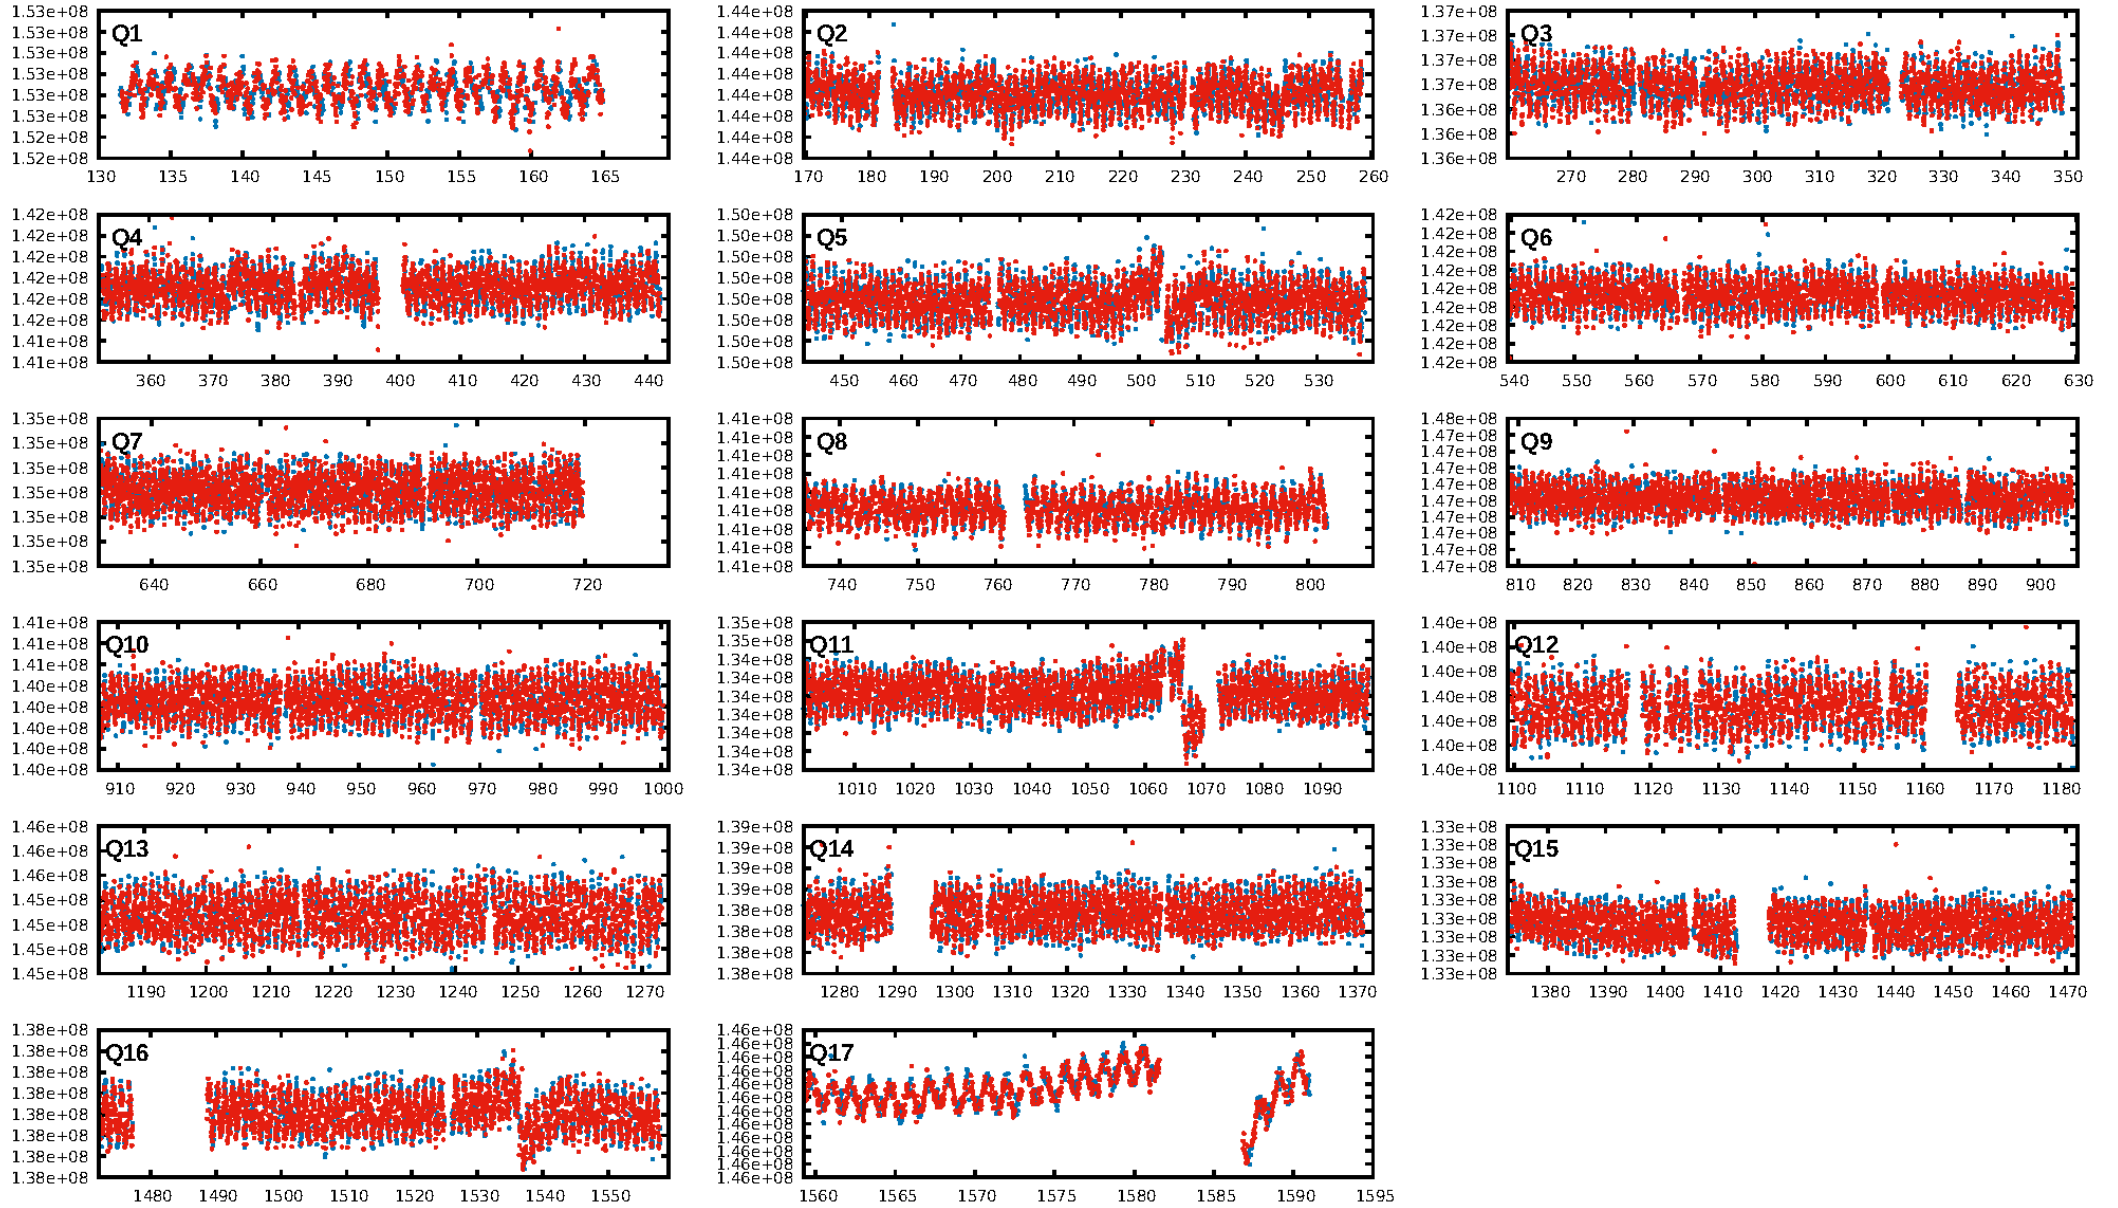 1.53e+08
1.53e+08
1.53e+08
1.53e+08
1.53e+08
1.53e+08
1.52e+08
1.52e+08
Q1
130 135 140 145 150 155 160 165
1.44e+08
1.44e+08
1.44e+08
1.44e+08
1.44e+08
1.44e+08
1.44e+08
1.44e+08
Q2
170 180 190 200 210 220 230 240 250 260
1.37e+08
1.37e+08
1.37e+08
1.37e+08
1.36e+08
1.36e+08
1.36e+08
Q3
270 280 290 300 310 320 330 340 350
1.42e+08
1.42e+08
1.42e+08
1.42e+08
1.42e+08
1.42e+08
1.41e+08
1.41e+08
Q4
360 370 380 390 400 410 420 430 440
1.50e+08
1.50e+08
1.50e+08
1.50e+08
1.50e+08
1.50e+08
1.50e+08
1.50e+08
Q5
450 460 470 480 490 500 510 520 530
1.42e+08
1.42e+08
1.42e+08
1.42e+08
1.42e+08
1.42e+08
1.42e+08
1.42e+08
1.42e+08
Q6
540 550 560 570 580 590 600 610 620 630
1.35e+08
1.35e+08
1.35e+08
1.35e+08
1.35e+08
1.35e+08
1.35e+08
Q7
640 660 680 700 720
1.41e+08
1.41e+08
1.41e+08
1.41e+08
1.41e+08
1.41e+08
1.41e+08
1.41e+08
1.41e+08
Q8
740 750 760 770 780 790 800
1.48e+08
1.47e+08
1.47e+08
1.47e+08
1.47e+08
1.47e+08
1.47e+08
1.47e+08
1.47e+08
1.47e+08
Q9
810 820 830 840 850 860 870 880 890 900
1.41e+08
1.41e+08
1.41e+08
1.40e+08
1.40e+08
1.40e+08
1.40e+08
1.40e+08
Q10
910 920 930 940 950 960 970 980 990 1000
1.35e+08
1.35e+08
1.34e+08
1.34e+08
1.34e+08
1.34e+08
1.34e+08
1.34e+08
1.34e+08
Q11
1010 1020 1030 1040 1050 1060 1070 1080 1090
1.40e+08
1.40e+08
1.40e+08
1.40e+08
1.40e+08
1.40e+08
1.40e+08
Q12
1100 1110 1120 1130 1140 1150 1160 1170 1180
1.46e+08
1.46e+08
1.45e+08
1.45e+08
1.45e+08
1.45e+08
1.45e+08
Q13
1190 1200 1210 1220 1230 1240 1250 1260 1270
1.39e+08
1.39e+08
1.39e+08
1.39e+08
1.38e+08
1.38e+08
1.38e+08
1.38e+08
Q14
1280 1290 1300 1310 1320 1330 1340 1350 1360 1370
1.33e+08
1.33e+08
1.33e+08
1.33e+08
1.33e+08
1.33e+08
1.33e+08
1.33e+08
1.33e+08
Q15
1380 1390 1400 1410 1420 1430 1440 1450 1460 1470
1.38e+08
1.38e+08
1.38e+08
1.38e+08
1.38e+08
1.38e+08
1.38e+08
1.38e+08
Q16
1480 1490 1500 1510 1520 1530 1540 1550
1.46e+08
1.46e+08
1.46e+08
1.46e+08
1.46e+08
1.46e+08
1.46e+08
1.46e+08
1.46e+08
1.46e+08
1.46e+08
1.46e+08
Q17
1560 1565 1570 1575 1580 1585 1590 1595